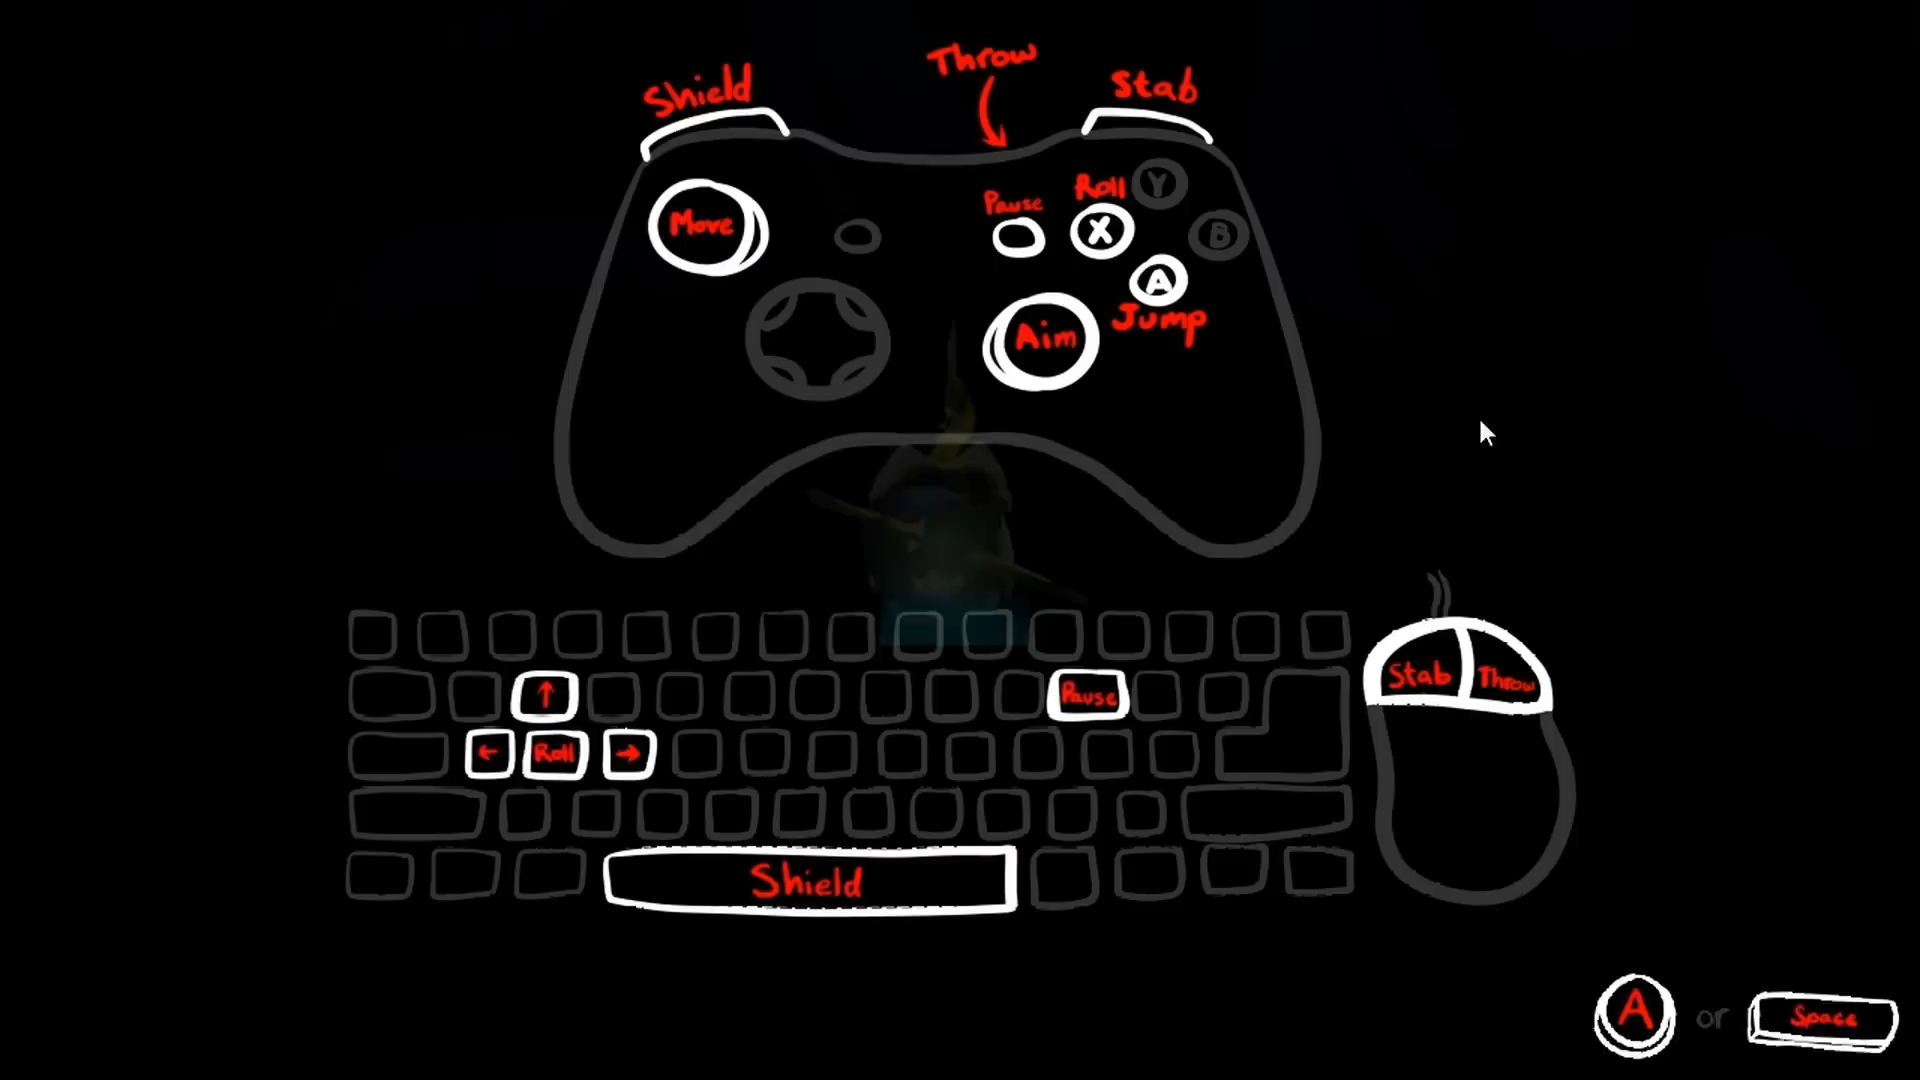 Throw
Shield
Stab
Pause
Roll
Y
Move
X
B
A
Aim
Jump
↑
Pause
Stab
Throw
←
Roll
→
Shield
A or Space